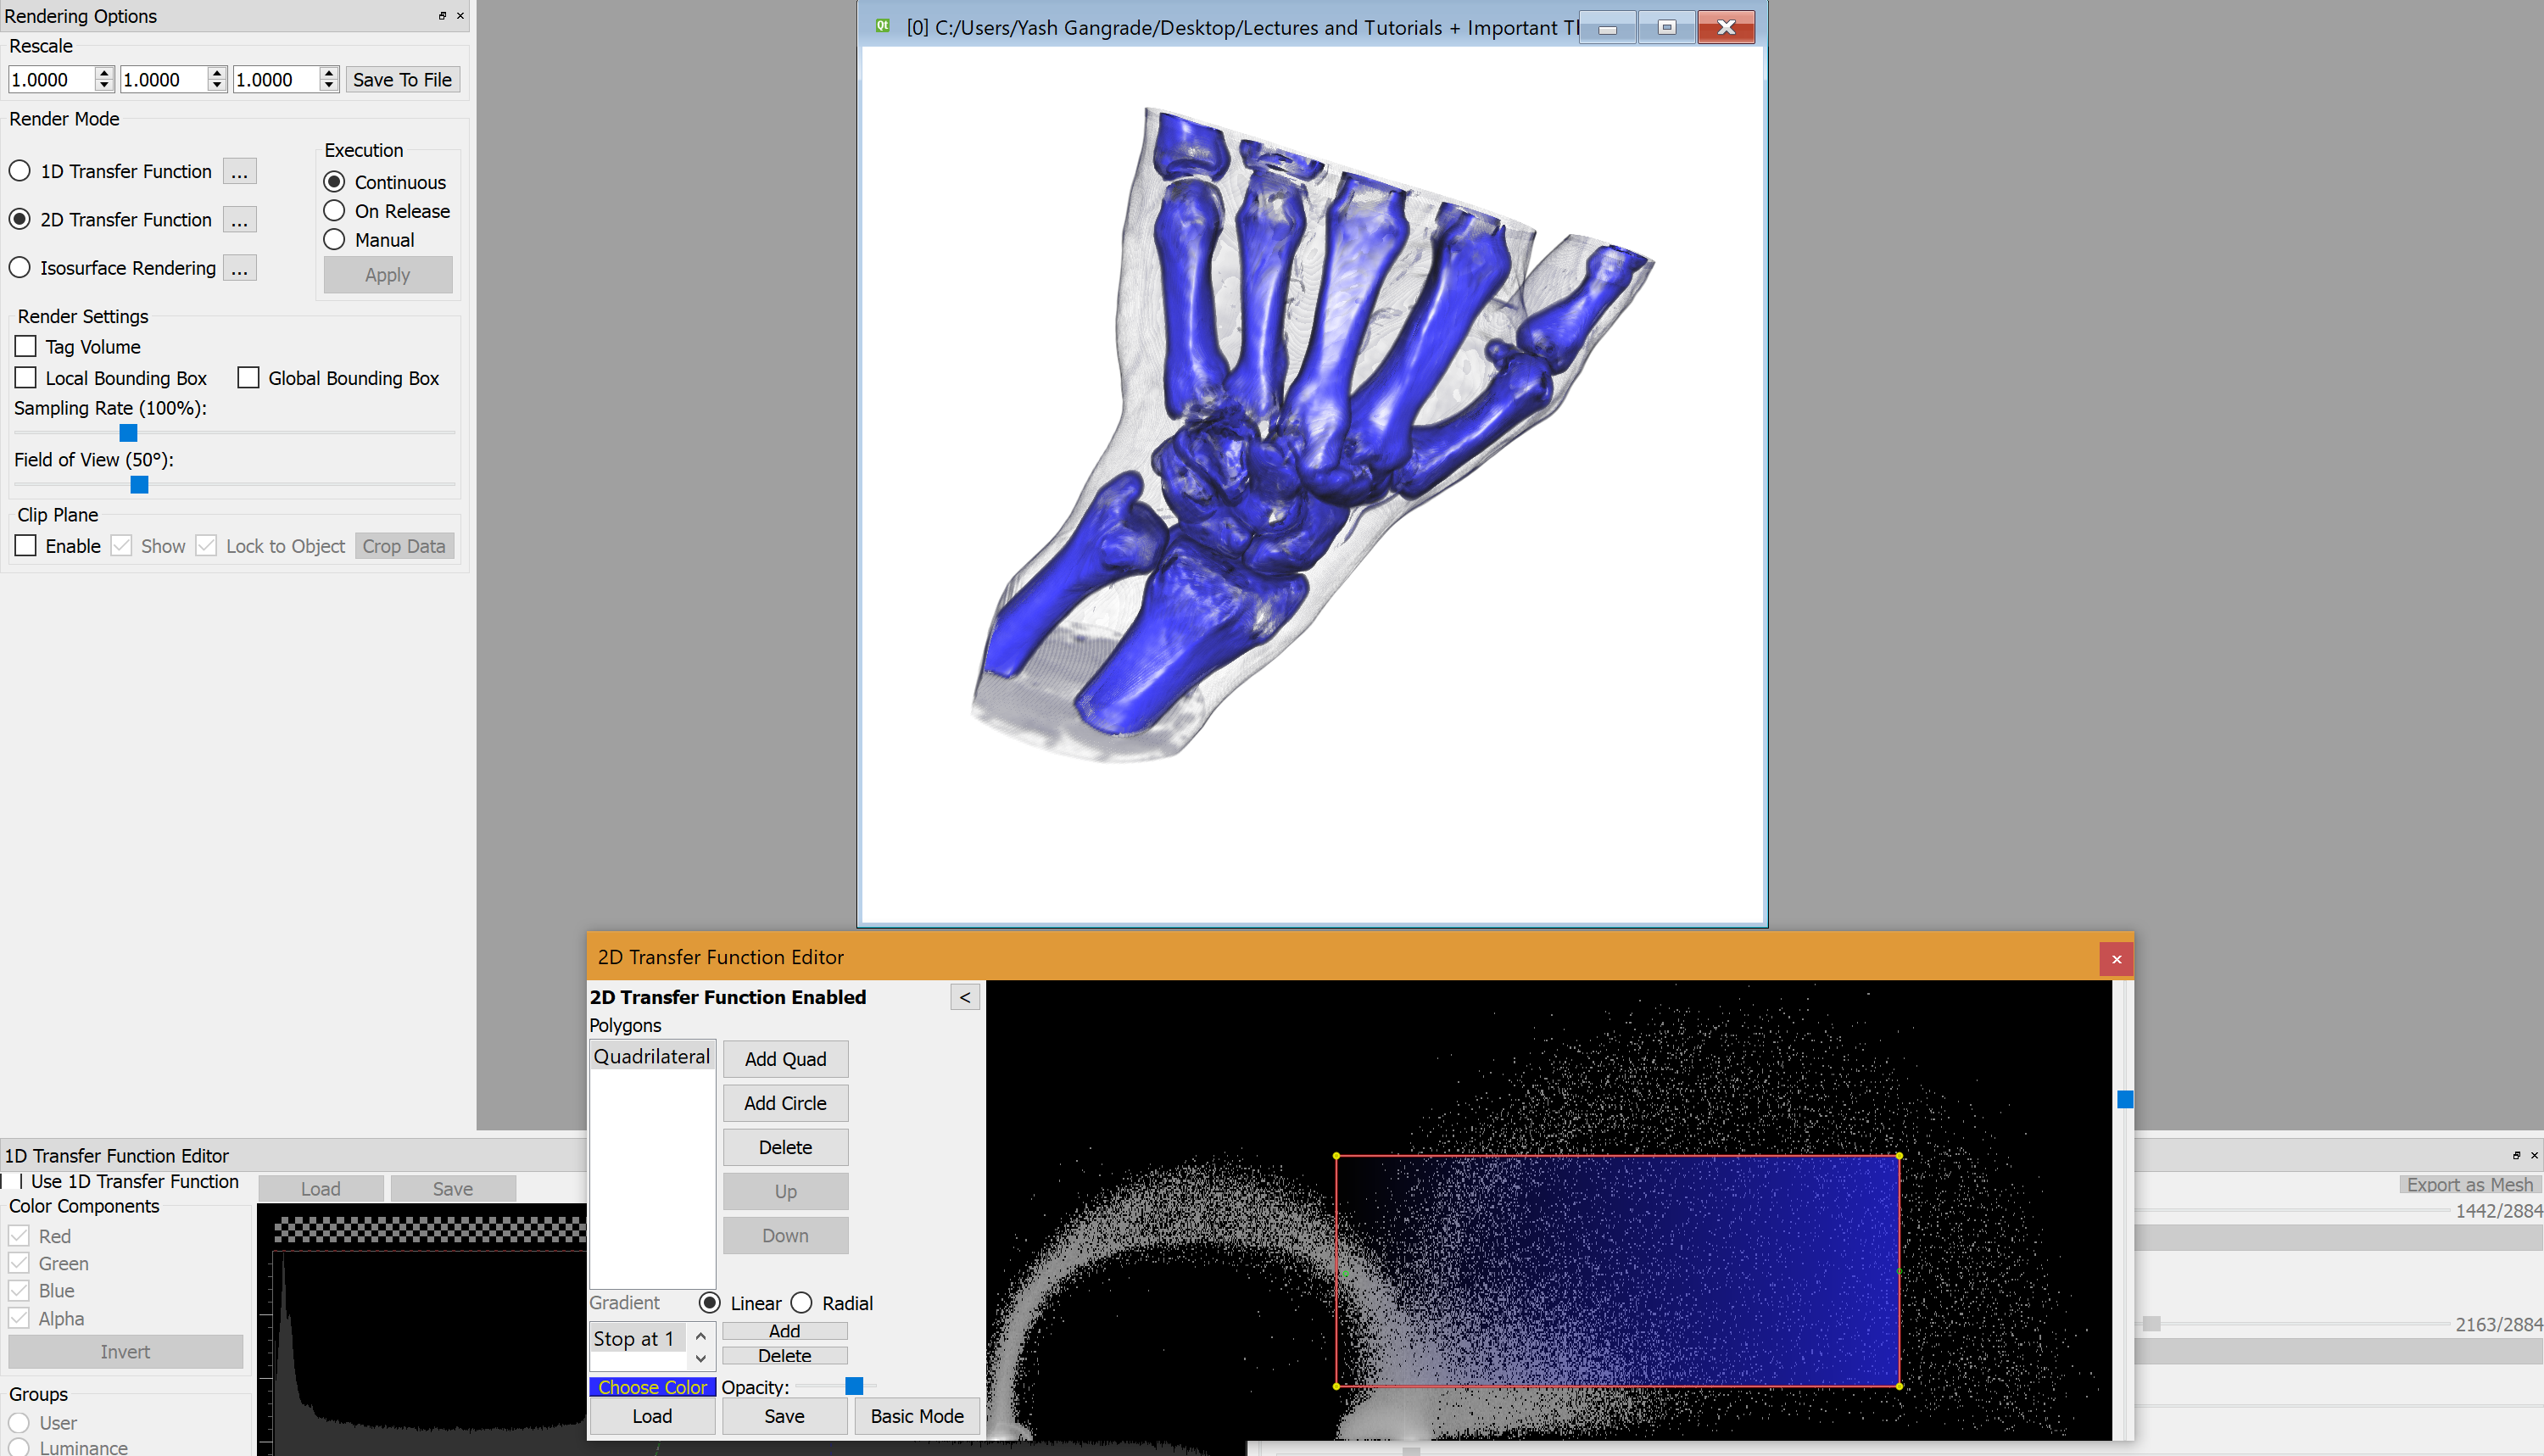 Rendering Options
Rescale
1.0000 1.0000 1.0000 Save To File
Render Mode
1D Transfer Function ...
2D Transfer Function ...
Isosurface Rendering ...
Execution
Continuous
On Release
Manual
Apply
Render Settings
Tag Volume
Local Bounding Box Global Bounding Box
Sampling Rate (100%):
Field of View (50°):
Clip Plane
Enable Show Lock to Object Crop Data
Qt [0] C:/Users/Yash Gangrade/Desktop/Lectures and Tutorials + Important
2D Transfer Function Editor
2D Transfer Function Enabled <
Polygons
Quadrilateral
Add Quad
Add Circle
Delete
Up
Down
Gradient Linear Radial
Stop at 1
Add
Delete
Choose Color Opacity:
Load Save Basic Mode
1D Transfer Function Editor
Use 1D Transfer Function Load Save
Color Components
Red
Green
Blue
Alpha
Invert
Groups
User
Luminance
Export as Mesh
1442/2884
2163/2884